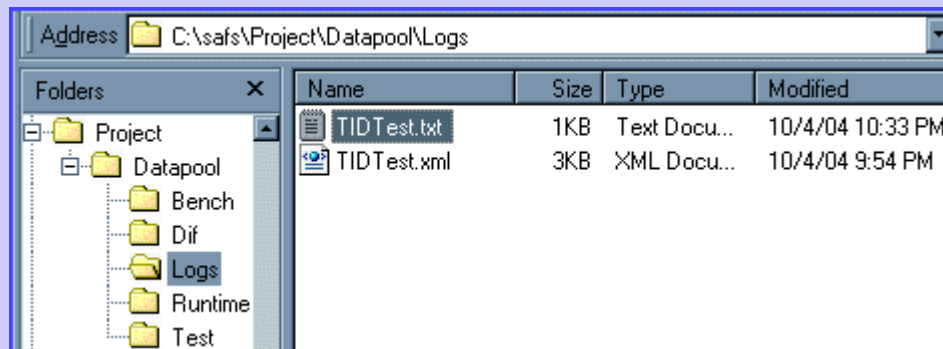 Address C:\safs\Project\Datapool\Logs
Folders
Project
Datapool
Bench
Dif
Logs
Runtime
Test
Name Size Type Modified
TIDTest.txt 1KB Text Docu... 10/4/04 10:33 PM
TIDTest.xml 3KB XML Docu... 10/4/04 9:54 PM